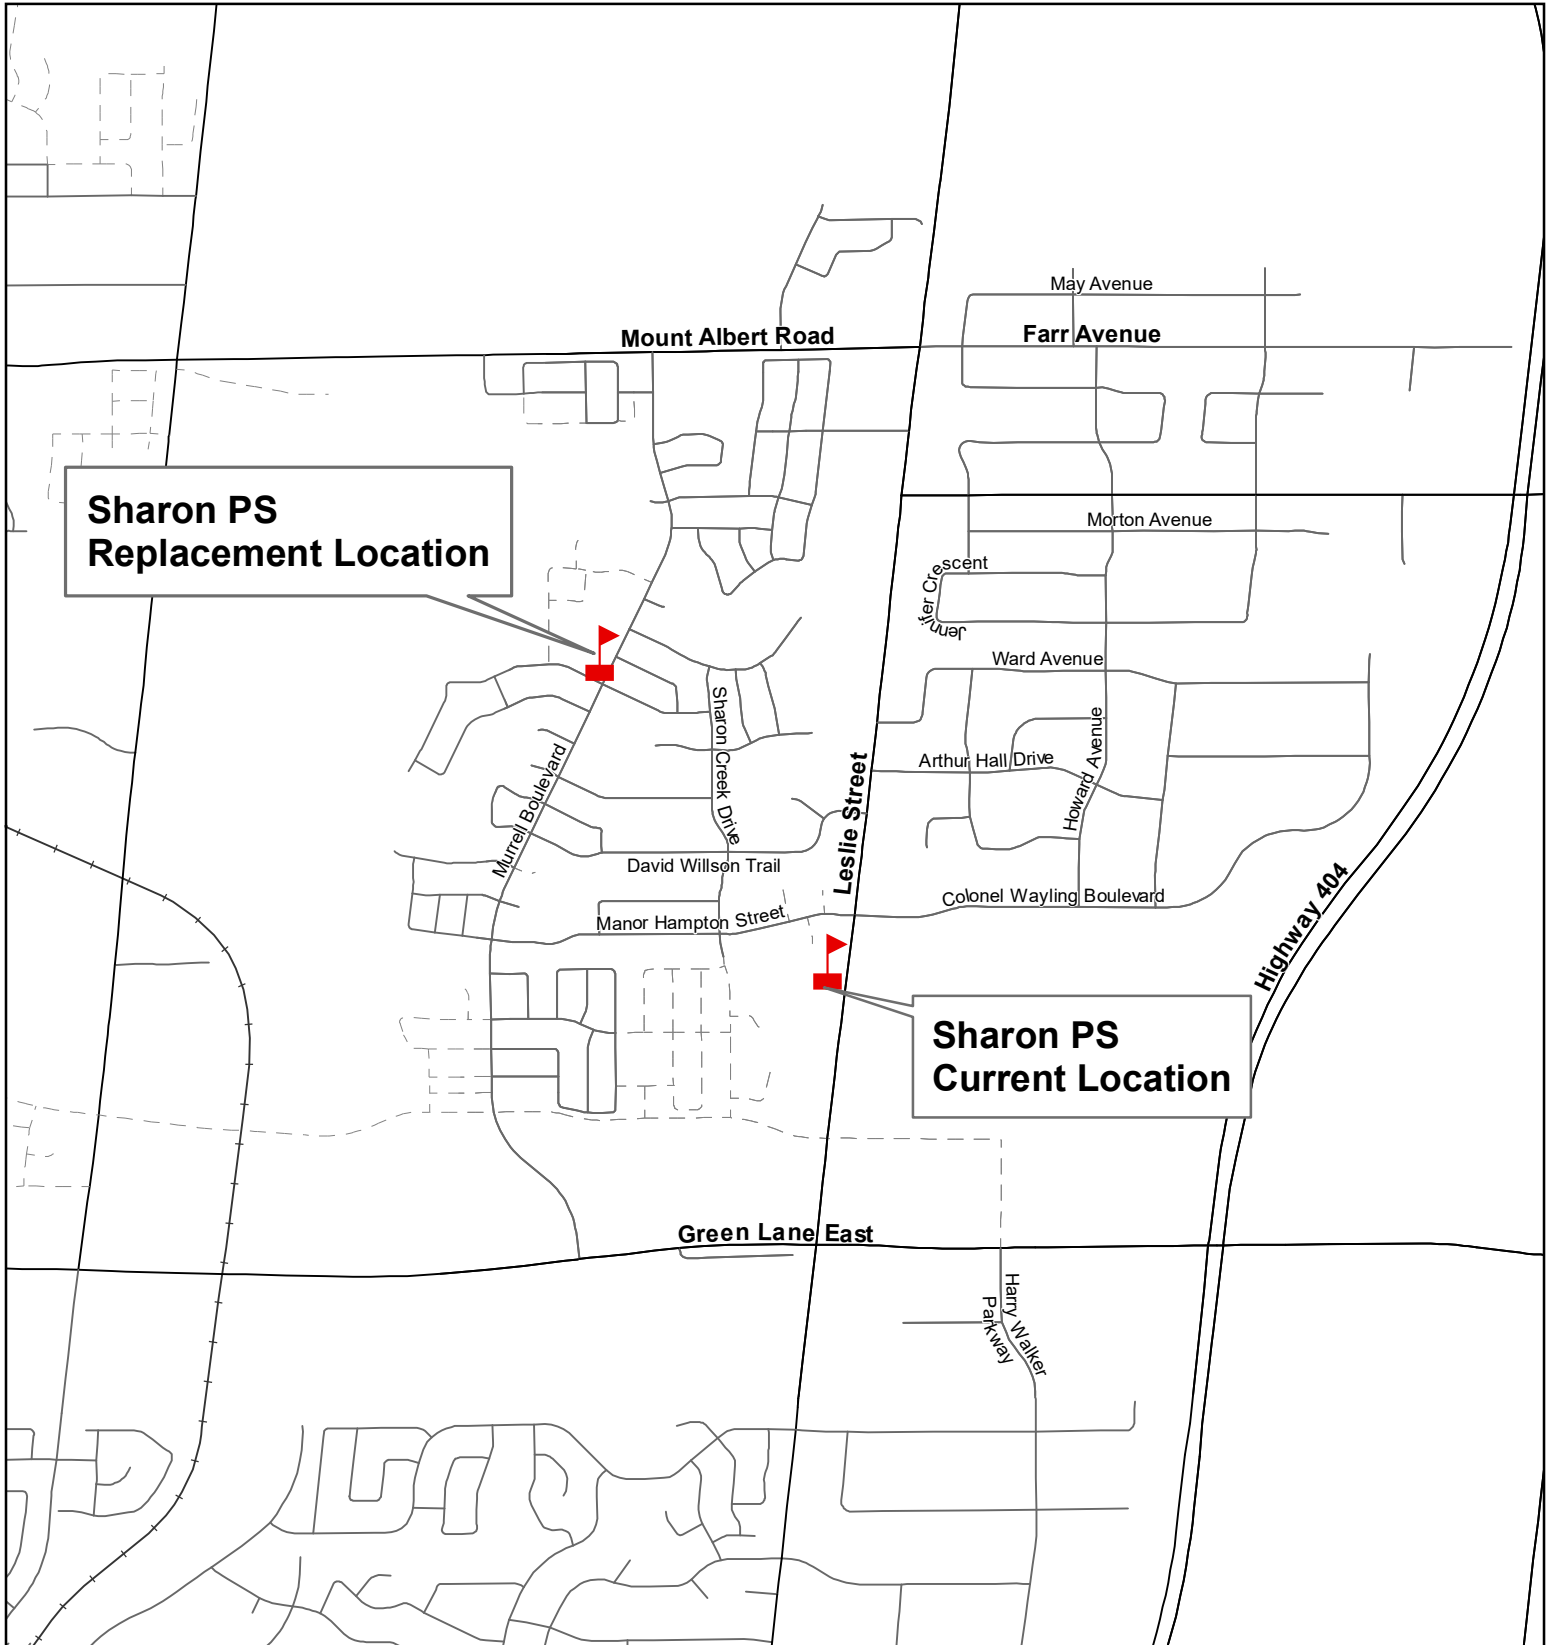 May Avenue
Mount Albert Road
Farr Avenue
Sharon PS
Replacement Location
Morton Avenue
Jennifer Crescent
Ward Avenue
Sharon Creek Drive
Howard Avenue
Murrell Boulevard
Leslie Street
Arthur Hall Drive
David Willson Trail
Colonel Wayling Boulevard
Manor Hampton Street
Highway 404
Sharon PS
Current Location
Green Lane East
Harry Walker
Parkway